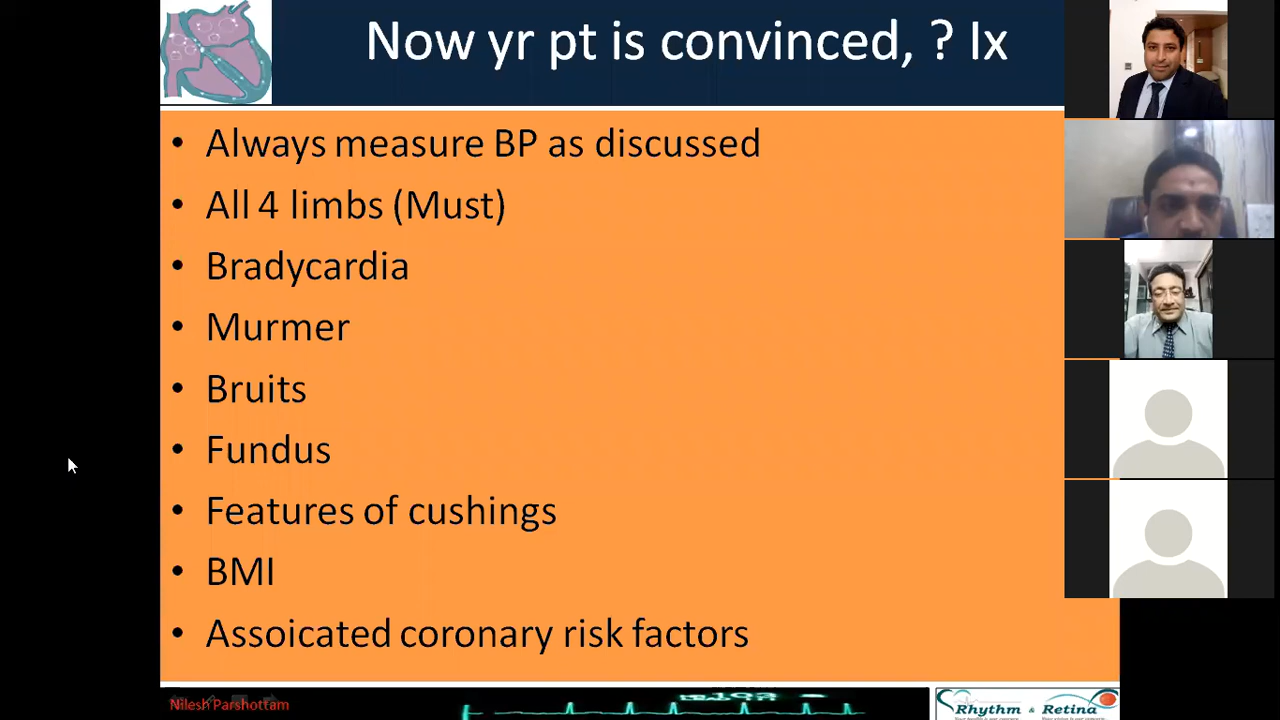 Now yr pt is convinced, ? Ix
• Always measure BP as discussed
• All 4 limbs (Must)
• Bradycardia
• Murmer
• Bruits
• Fundus
• Features of cushings
• BMI
• Assoicated coronary risk factors
Nilesh Parshottam
Rhythm & Retina